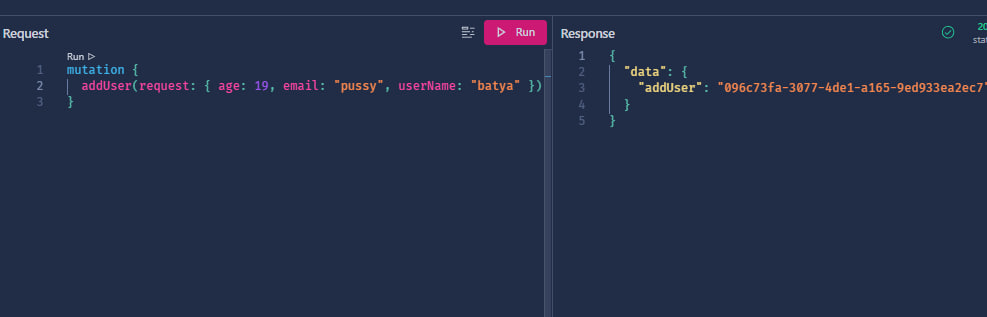 Request
Run
Run
1 mutation {
2 addUser(request: { age: 19, email: "pussy", userName: "batya" })
3 }
Response
20
stat
1 {
2 "data": {
3 "addUser": "096c73fa-3077-4de1-a165-9ed933ea2ec7"
4 }
5 }